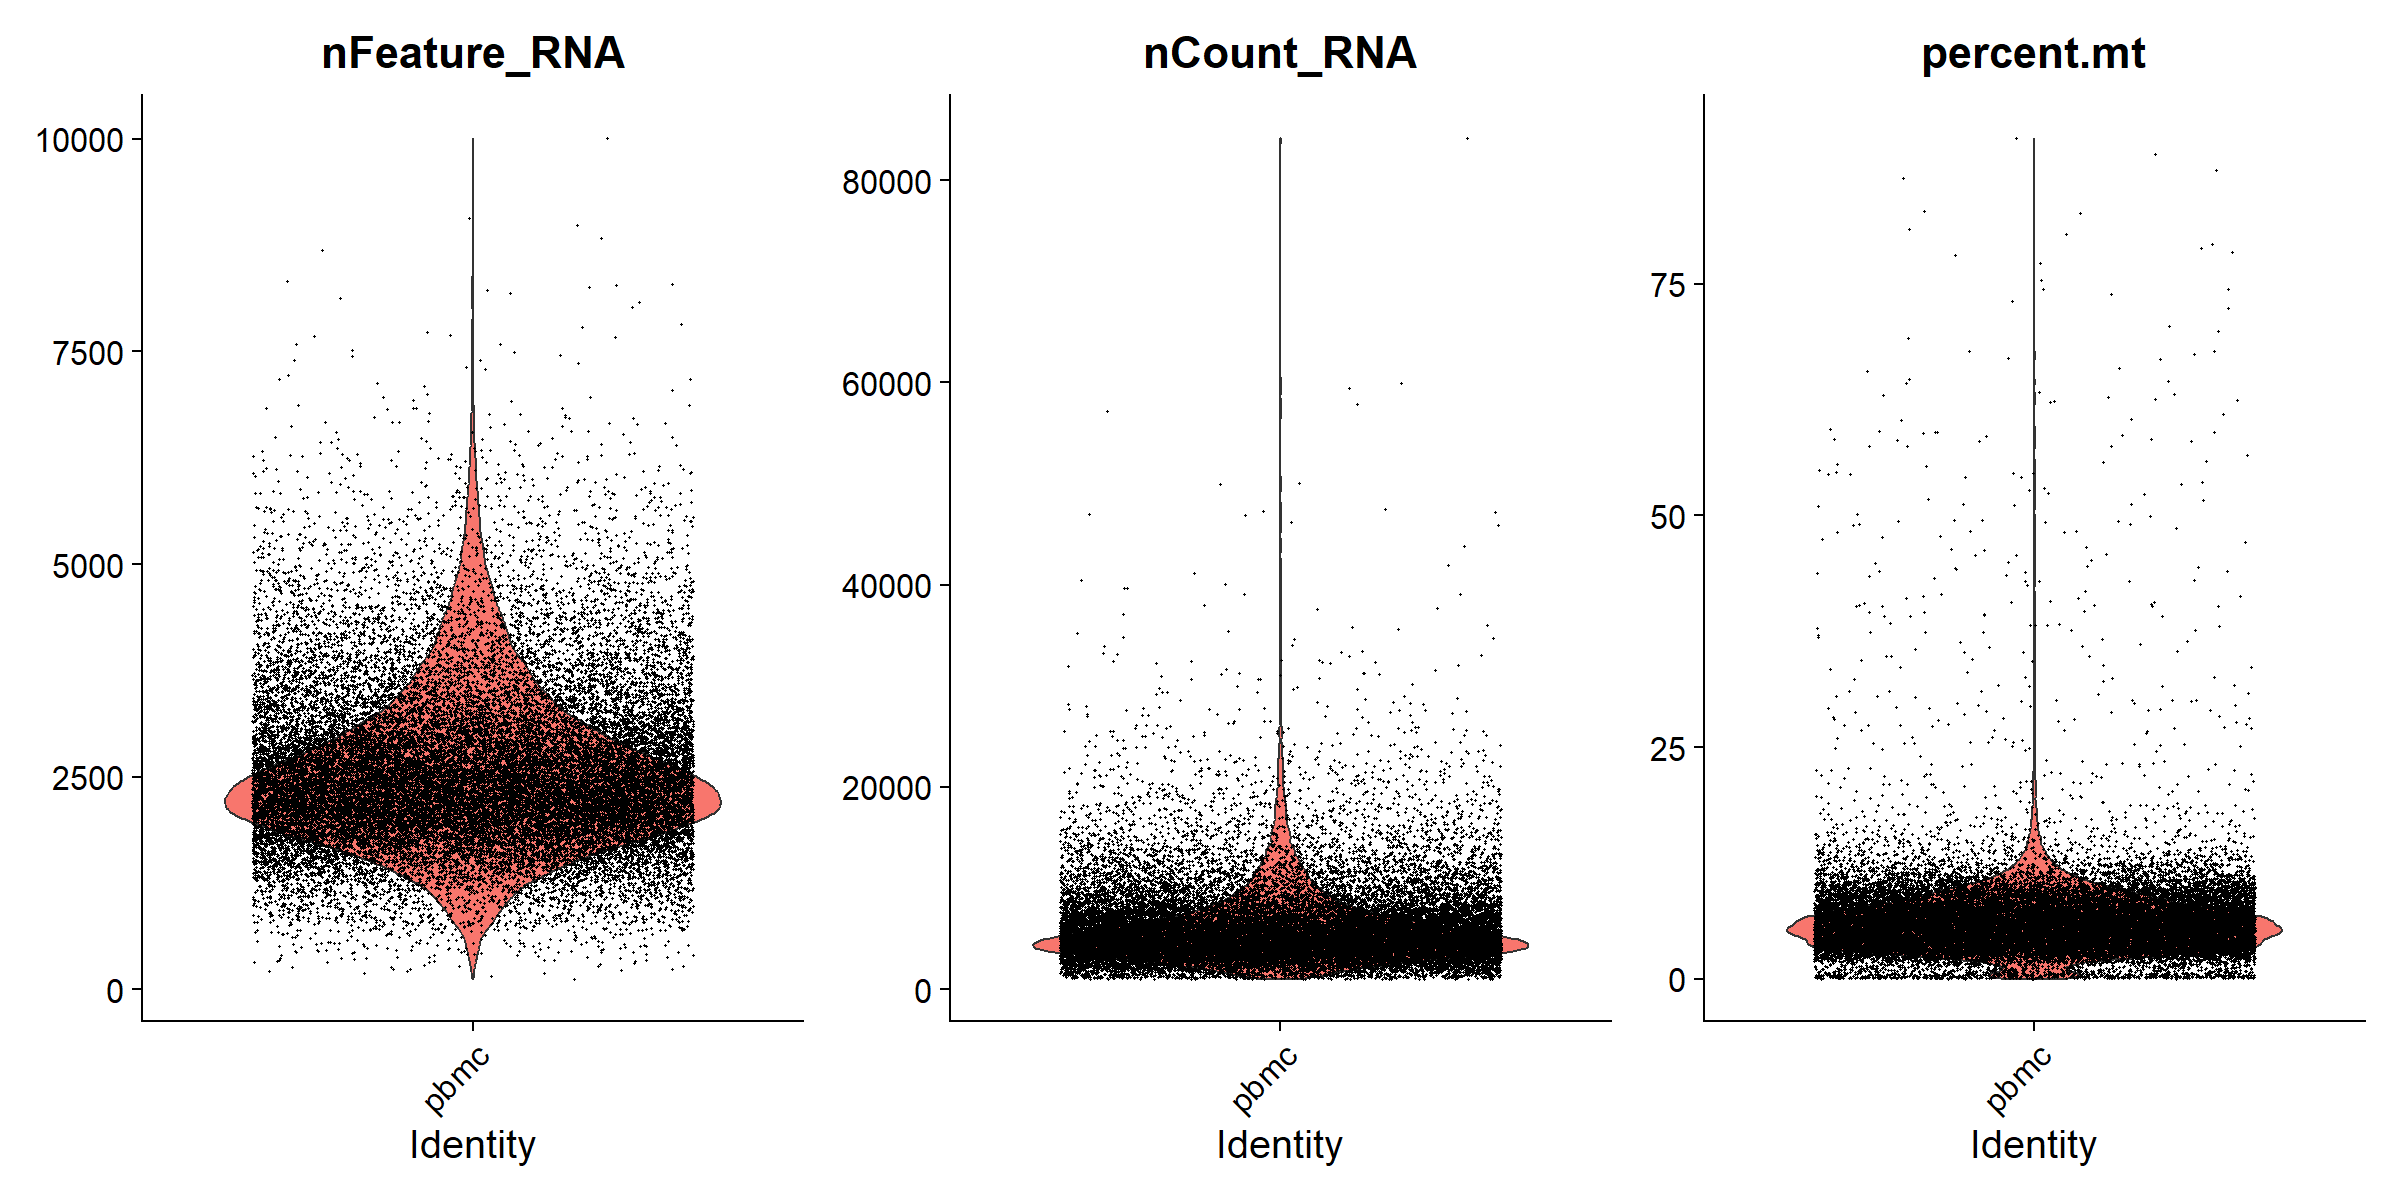 nFeature_RNA
10000
7500
5000
2500
0
pbmc
Identity
nCount_RNA
80000
60000
40000
20000
0
pbmc
Identity
percent.mt
75
50
25
0
pbmc
Identity